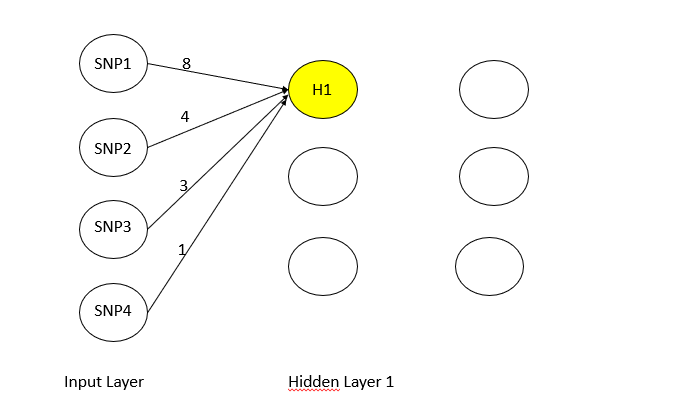 SNP1
8
H1
SNP2
4
SNP3
3
SNP4
1
Input Layer
Hidden Layer 1